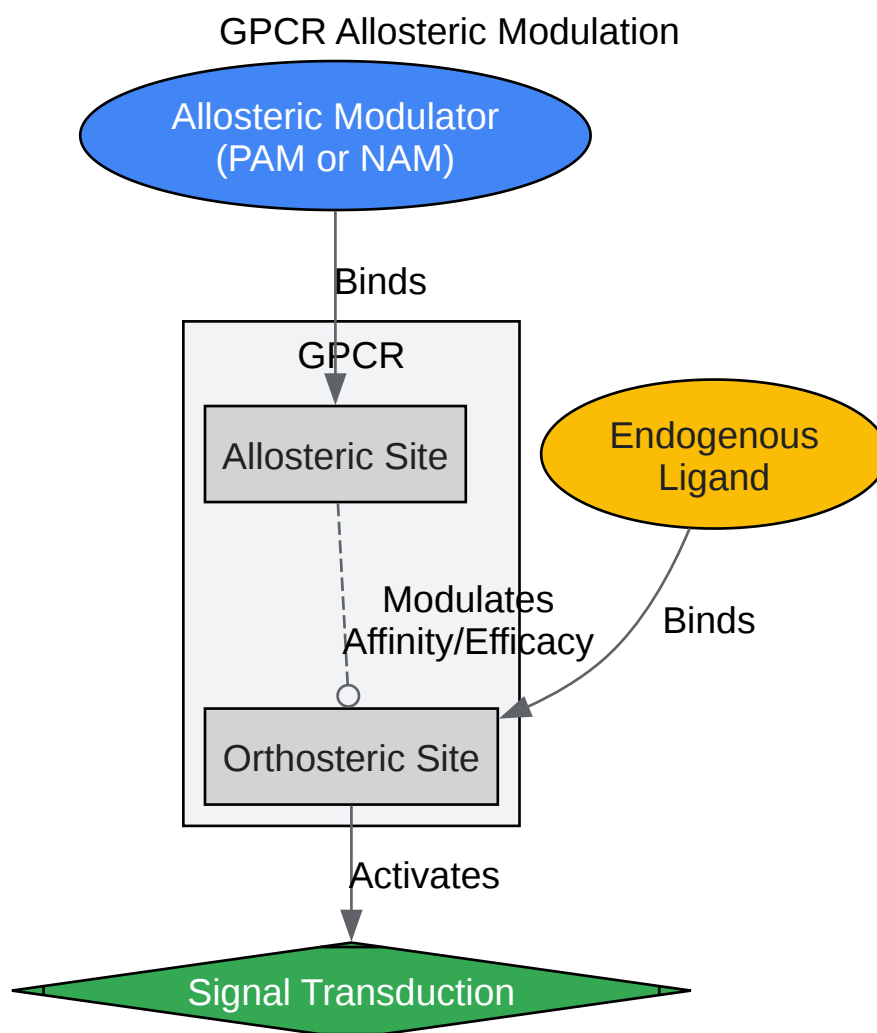 GPCR Allosteric Modulation
Allosteric Modulator
(PAM or NAM)
Binds
GPCR
Allosteric Site
Endogenous
Ligand
Modulates
Affinity/Efficacy
Binds
Orthosteric Site
Activates
Signal Transduction